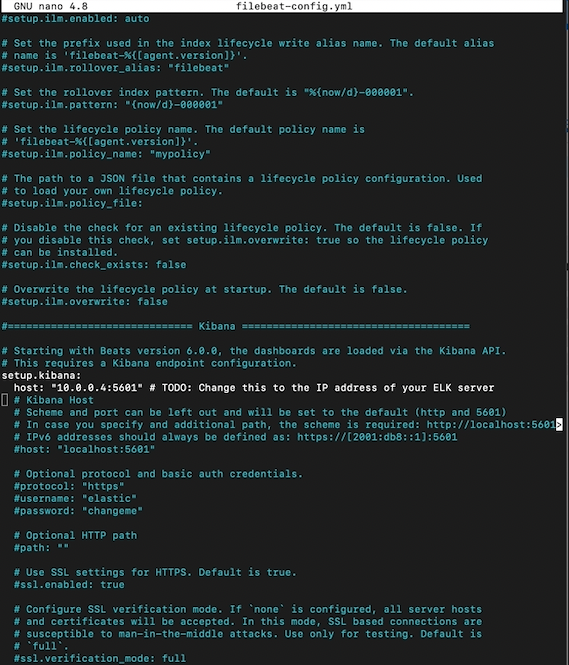 GNU nano 4.8 filebeat-config.yml
#setup.ilm.enabled: auto
# Set the prefix used in the index lifecycle write alias name. The default alias
# name is 'filebeat-%{[agent.version]}'.
#setup.ilm.rollover_alias: "filebeat"
# Set the rollover index pattern. The default is "%{now/d}-000001".
#setup.ilm.pattern: "{now/d}-000001"
# Set the lifecycle policy name. The default policy name is
# 'filebeat-%{[agent.version]}'.
#setup.ilm.policy_name: "mypolicy"
# The path to a JSON file that contains a lifecycle policy configuration. Used
# to load your own lifecycle policy.
#setup.ilm.policy_file:
# Disable the check for an existing lifecycle policy. The default is false. If
# you disable this check, set setup.ilm.overwrite: true so the lifecycle policy
# can be installed.
#setup.ilm.check_exists: false
# Overwrite the lifecycle policy at startup. The default is false.
#setup.ilm.overwrite: false
#============================== Kibana =====================================
# Starting with Beats version 6.0.0, the dashboards are loaded via the Kibana API.
# This requires a Kibana endpoint configuration.
setup.kibana:
host: "10.0.0.4:5601" # TODO: Change this to the IP address of your ELK server
# Kibana Host
# Scheme and port can be left out and will be set to the default (http and 5601)
# In case you specify and additional path, the scheme is required: http://localhost:5601>
# IPv6 addresses should always be defined as: https://[2001:db8::1]:5601
#host: "localhost:5601"
# Optional protocol and basic auth credentials.
#protocol: "https"
#username: "elastic"
#password: "changeme"
# Optional HTTP path
#path: ""
# Use SSL settings for HTTPS. Default is true.
#ssl.enabled: true
# Configure SSL verification mode. If `none` is configured, all server hosts
# and certificates will be accepted. In this mode, SSL based connections are
# susceptible to man-in-the-middle attacks. Use only for testing. Default is
# `full`.
#ssl.verification_mode: full